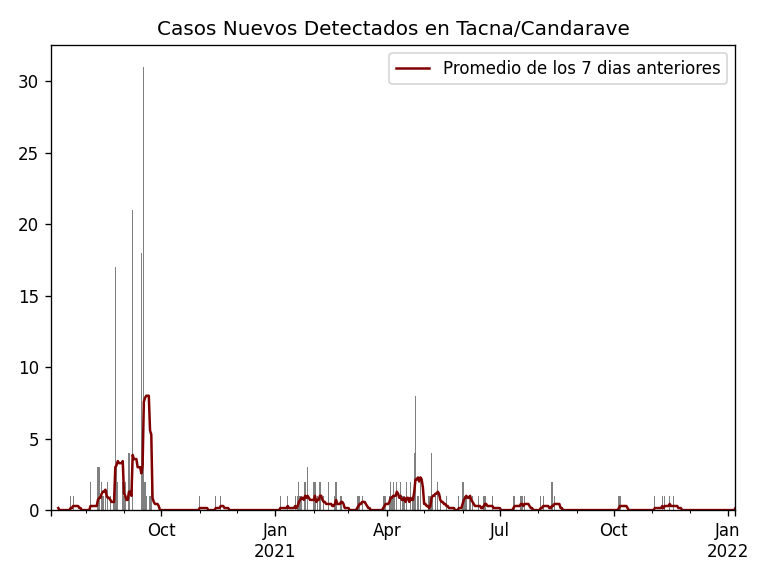 Casos Nuevos Detectados en Tacna/Candarave
Promedio de los 7 dias anteriores
30
25
20
15
10
5
0
Oct
Jan
2021
Apr
Jul
Oct
Jan
2022